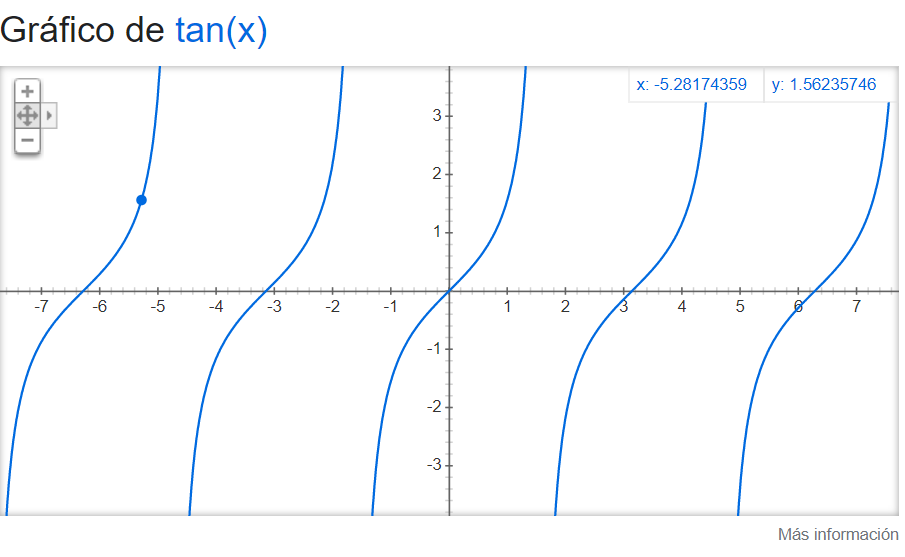 Gráfico de tan(x)
x: -5.28174359 y: 1.56235746
3
2
1
-7 -6 -5 -4 -3 -2 -1 1 2 3 4 5 6 7
-1
-2
-3
Más información